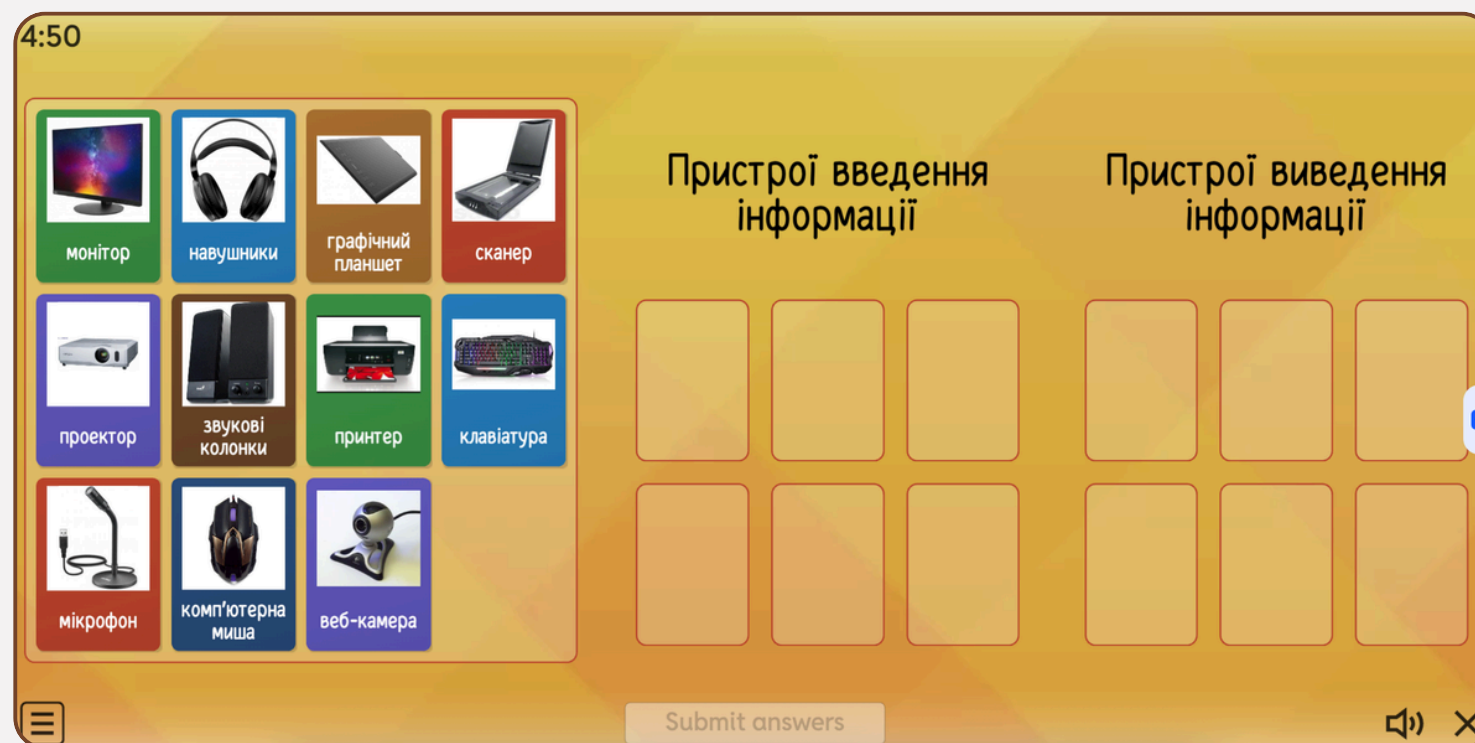 4:50
монітор
навушники
графічний
планшет
сканер
проектор
звукові
колонки
принтер
клавіатура
мікрофон
комп'ютерна
миша
веб-камера
Пристрої введення
інформації
Пристрої виведення
інформації
Submit answers